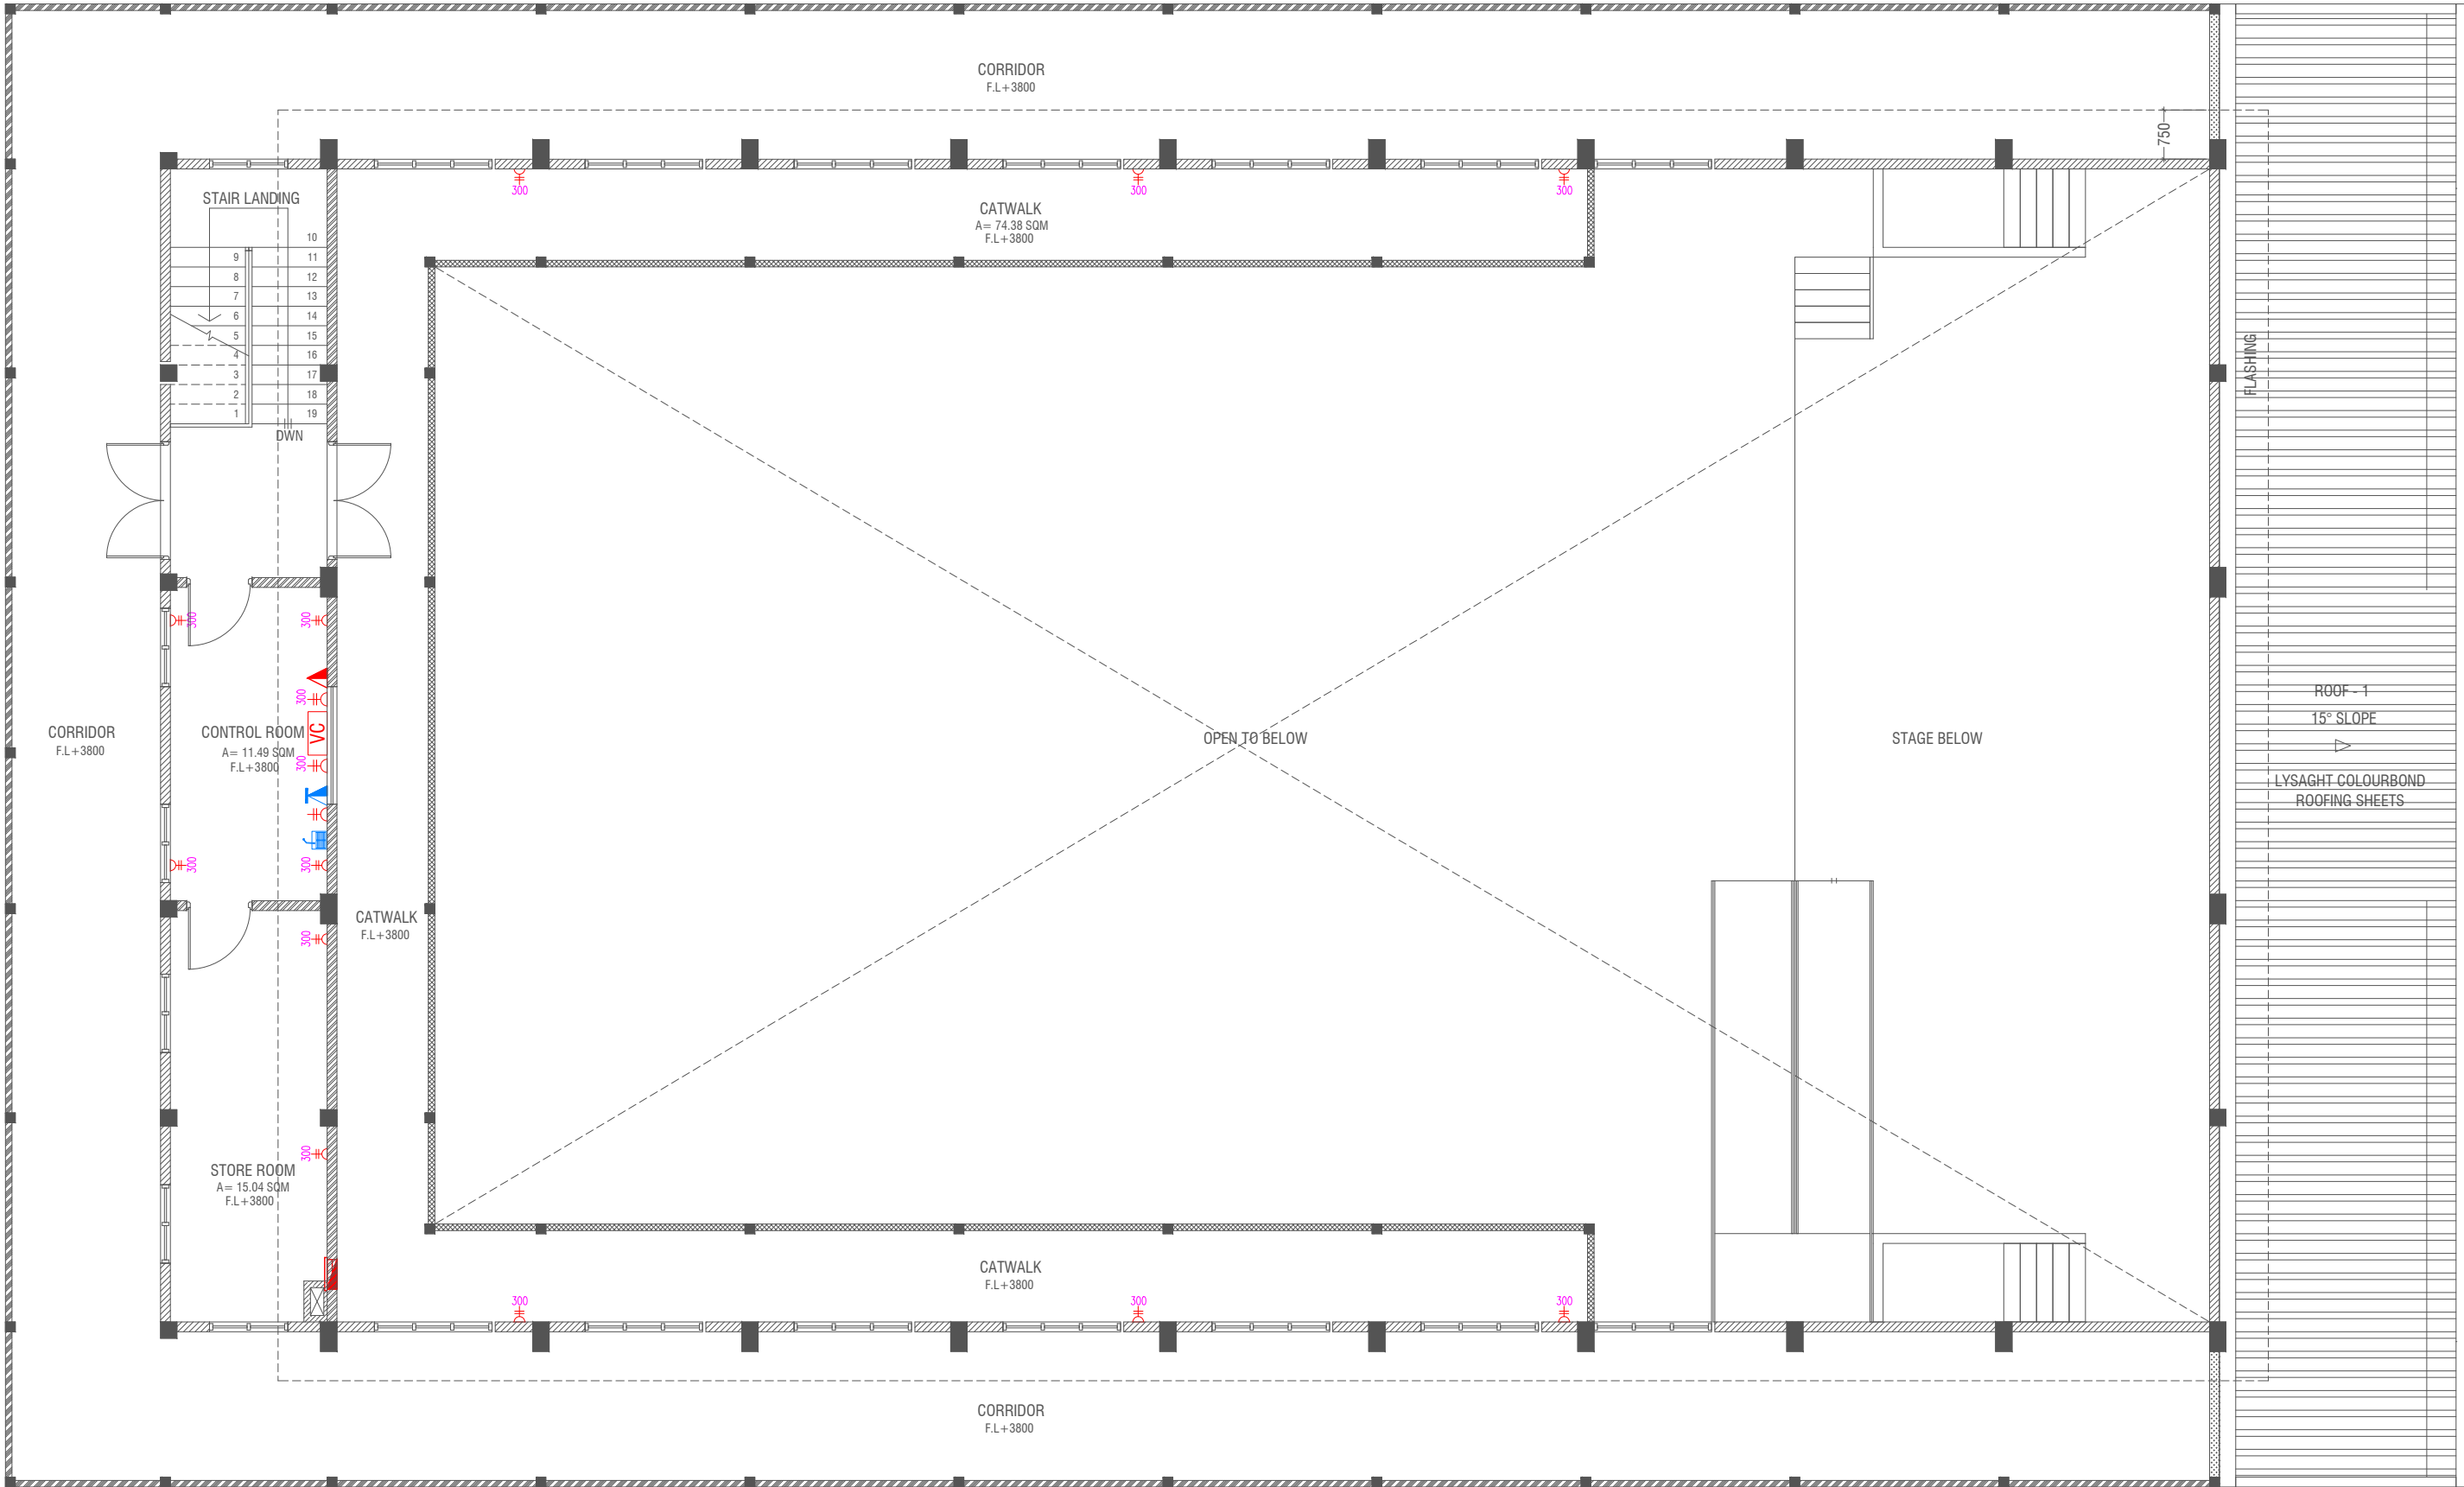 CORRIDOR
F.L+3800
750
300
300
300
STAIR LANDING
CATWALK
A= 74.38 SQM
F.L+3800
10
9
11
8
12
7
13
6
14
5
15
4
16
3
17
2
18
1
19
DWN
FLASHING
300
300
300
VC
300
CORRIDOR
F.L+3800
CONTROL ROOM
A= 11.49 SQM
F.L+3800
OPEN TO BELOW
STAGE BELOW
ROOF - 1
15° SLOPE
LYSAGHT COLOURBOND
ROOFING SHEETS
300
300
300
CATWALK
F.L+3800
300
STORE ROOM
A= 15.04 SQM
F.L+3800
CATWALK
F.L+3800
300
300
300
CORRIDOR
F.L+3800